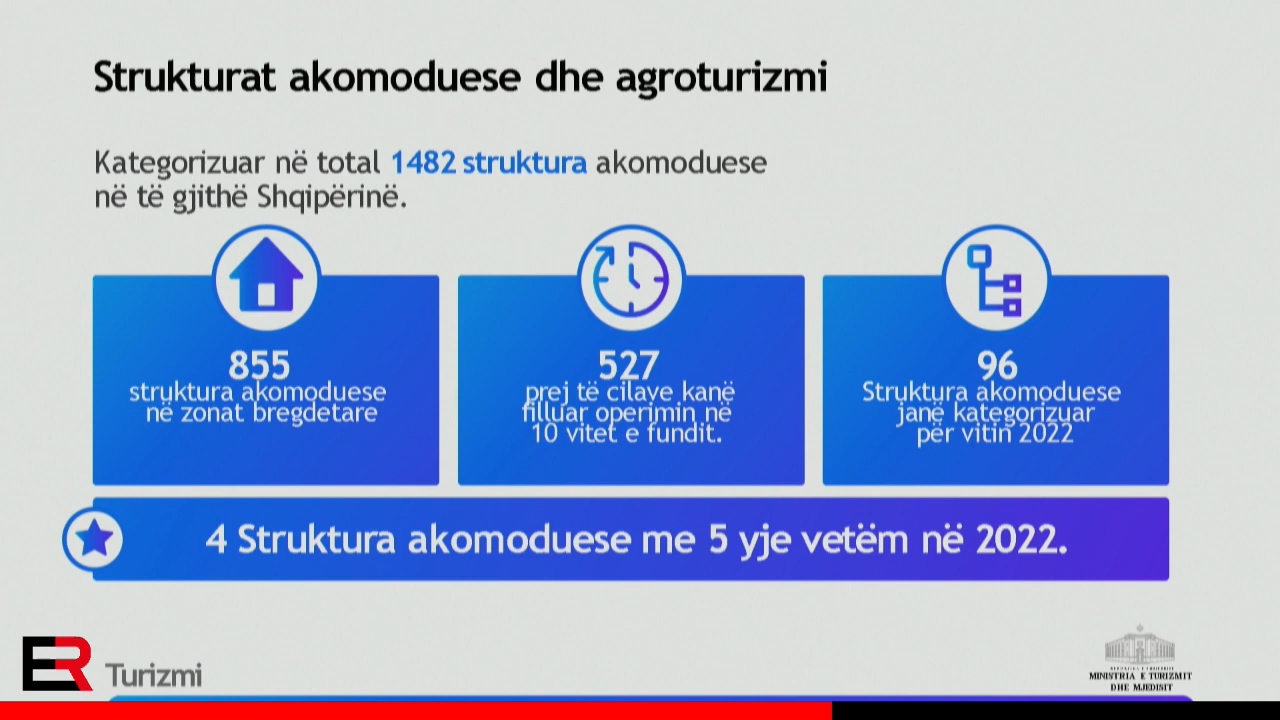 Strukturat akomoduese dhe agroturizmi
Kategorizuar në total 1482 struktura akomoduese
në të gjithë Shqipërinë.
855
struktura akomoduese
në zonat bregdetare
527
prej të cilave kanë
filluar operimin në
10 vitet e fundit.
96
Struktura akomoduese
janë kategorizuar
për vitin 2022
4 Struktura akomoduese me 5 yje vetëm në 2022.
ER
Turizmi
MINISTRIA E TURIZMIT
DHE MJEDISIT